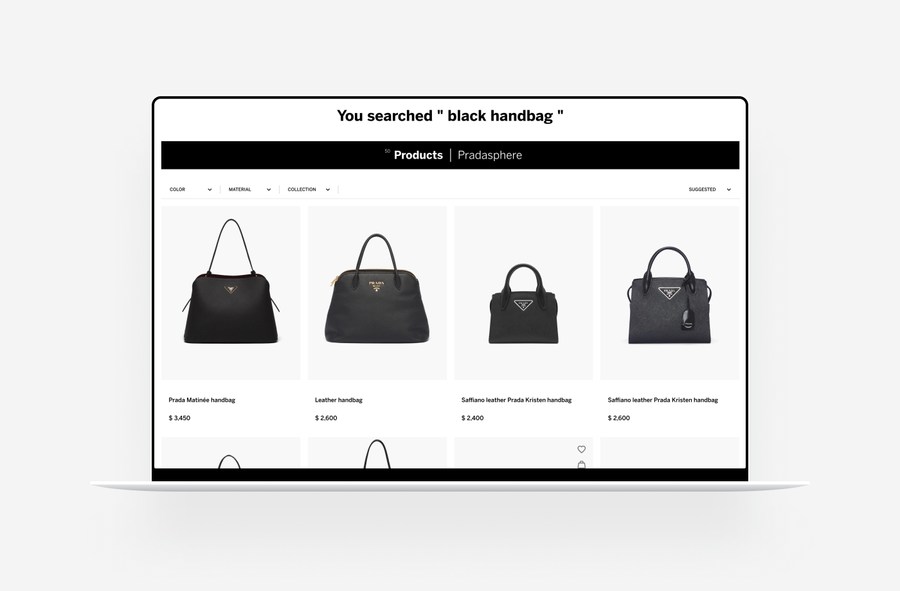 You searched " black handbag "
50 Products | Pradasphere
COLOR MATERIAL COLLECTION SUGGESTED
PRADA
Prada Matinée handbag Leather handbag Saffiano leather Prada Kristen handbag Saffiano leather Prada Kristen handbag
$ 3,450 $ 2,600 $ 2,400 $ 2,600